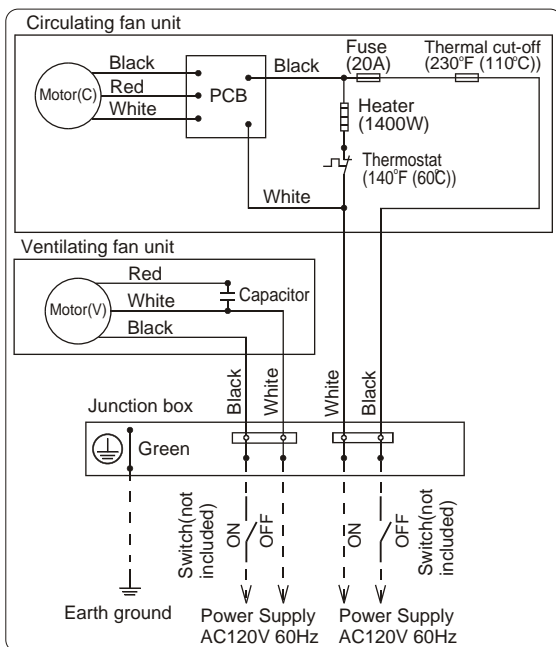 Circulating fan unit
Black
Red
White
Motor(C)
PCB
Black
Fuse
(20A)
Thermal cut-off
(230°F (110°C))
Heater
(1400W)
Thermostat
(140°F (60°C))
White
Ventilating fan unit
Red
White
Black
Motor(V)
Capacitor
Black
White
White
Black
Junction box
Green
Switch(not
included)
ON
OFF
ON
OFF
Switch(not
included)
Earth ground
Power Supply
AC120V 60Hz
Power Supply
AC120V 60Hz